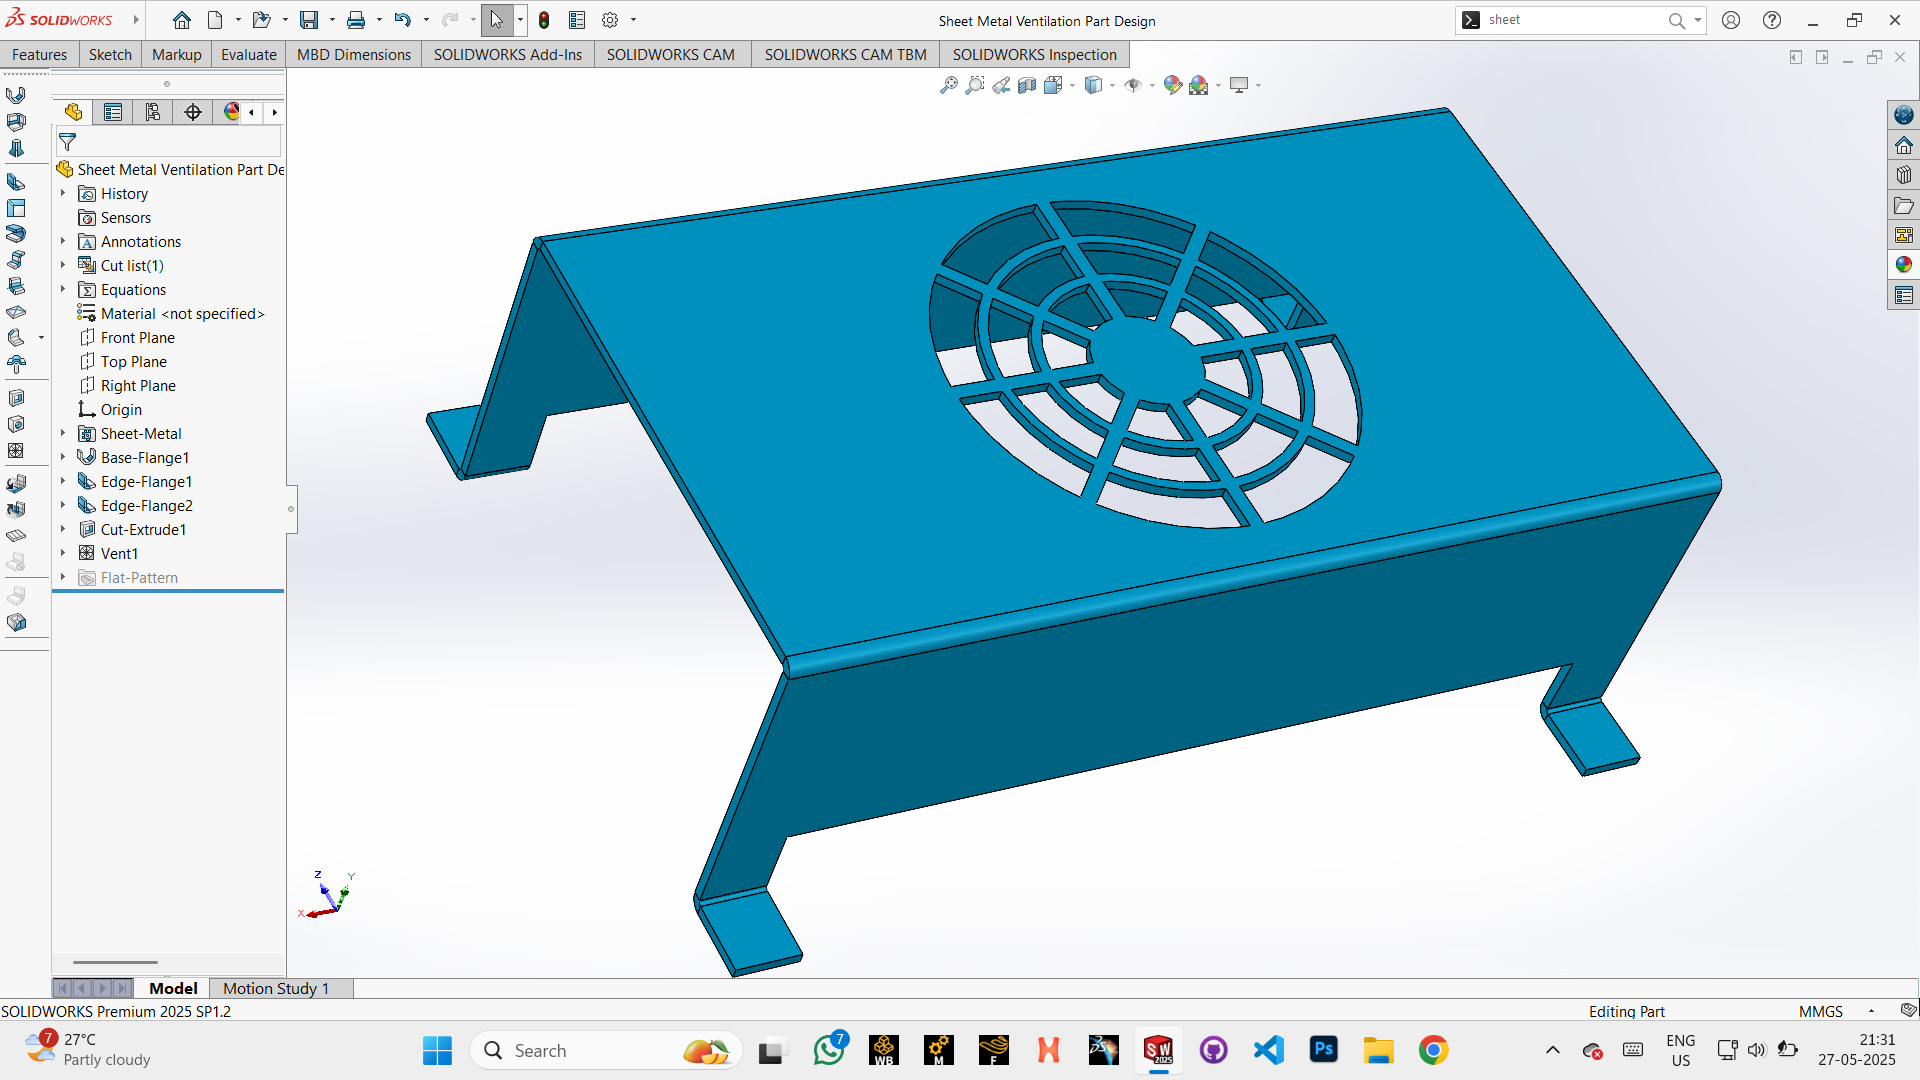 SOLIDWORKS
Sheet Metal Ventilation Part Design
sheet
Features
Sketch
Markup
Evaluate
MBD Dimensions
SOLIDWORKS Add-Ins
SOLIDWORKS CAM
SOLIDWORKS CAM TBM
SOLIDWORKS Inspection
Sheet Metal Ventilation Part De
History
Sensors
Annotations
Cut list(1)
Equations
Material <not specified>
Front Plane
Top Plane
Right Plane
Origin
Sheet-Metal
Base-Flange1
Edge-Flange1
Edge-Flange2
Cut-Extrude1
Vent1
Flat-Pattern
Z
Y
X
Model
Motion Study 1
SOLIDWORKS Premium 2025 SP1.2
Editing Part
MMGS
7
27°C
Partly cloudy
Search
7
WB
M
F
SW
2025
Ps
ENG
US
21:31
27-05-2025